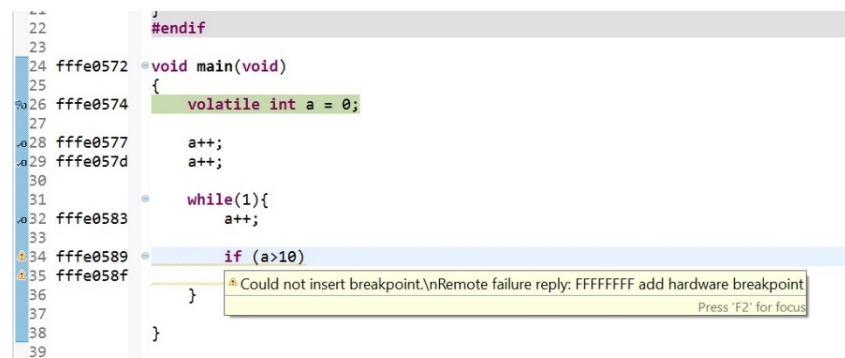 21 }
22 #endif
23
24 fffe0572 void main(void)
25 {
26 fffe0574 volatile int a = 0;
27
28 fffe0577 a++;
29 fffe057d a++;
30
31 while(1){
32 fffe0583 a++;
33
34 fffe0589 if (a>10)
35 fffe058f
Could not insert breakpoint.\nRemote failure reply: FFFFFFFF add hardware breakpoint
36 }
Press 'F2' for focus
37
38 }
39